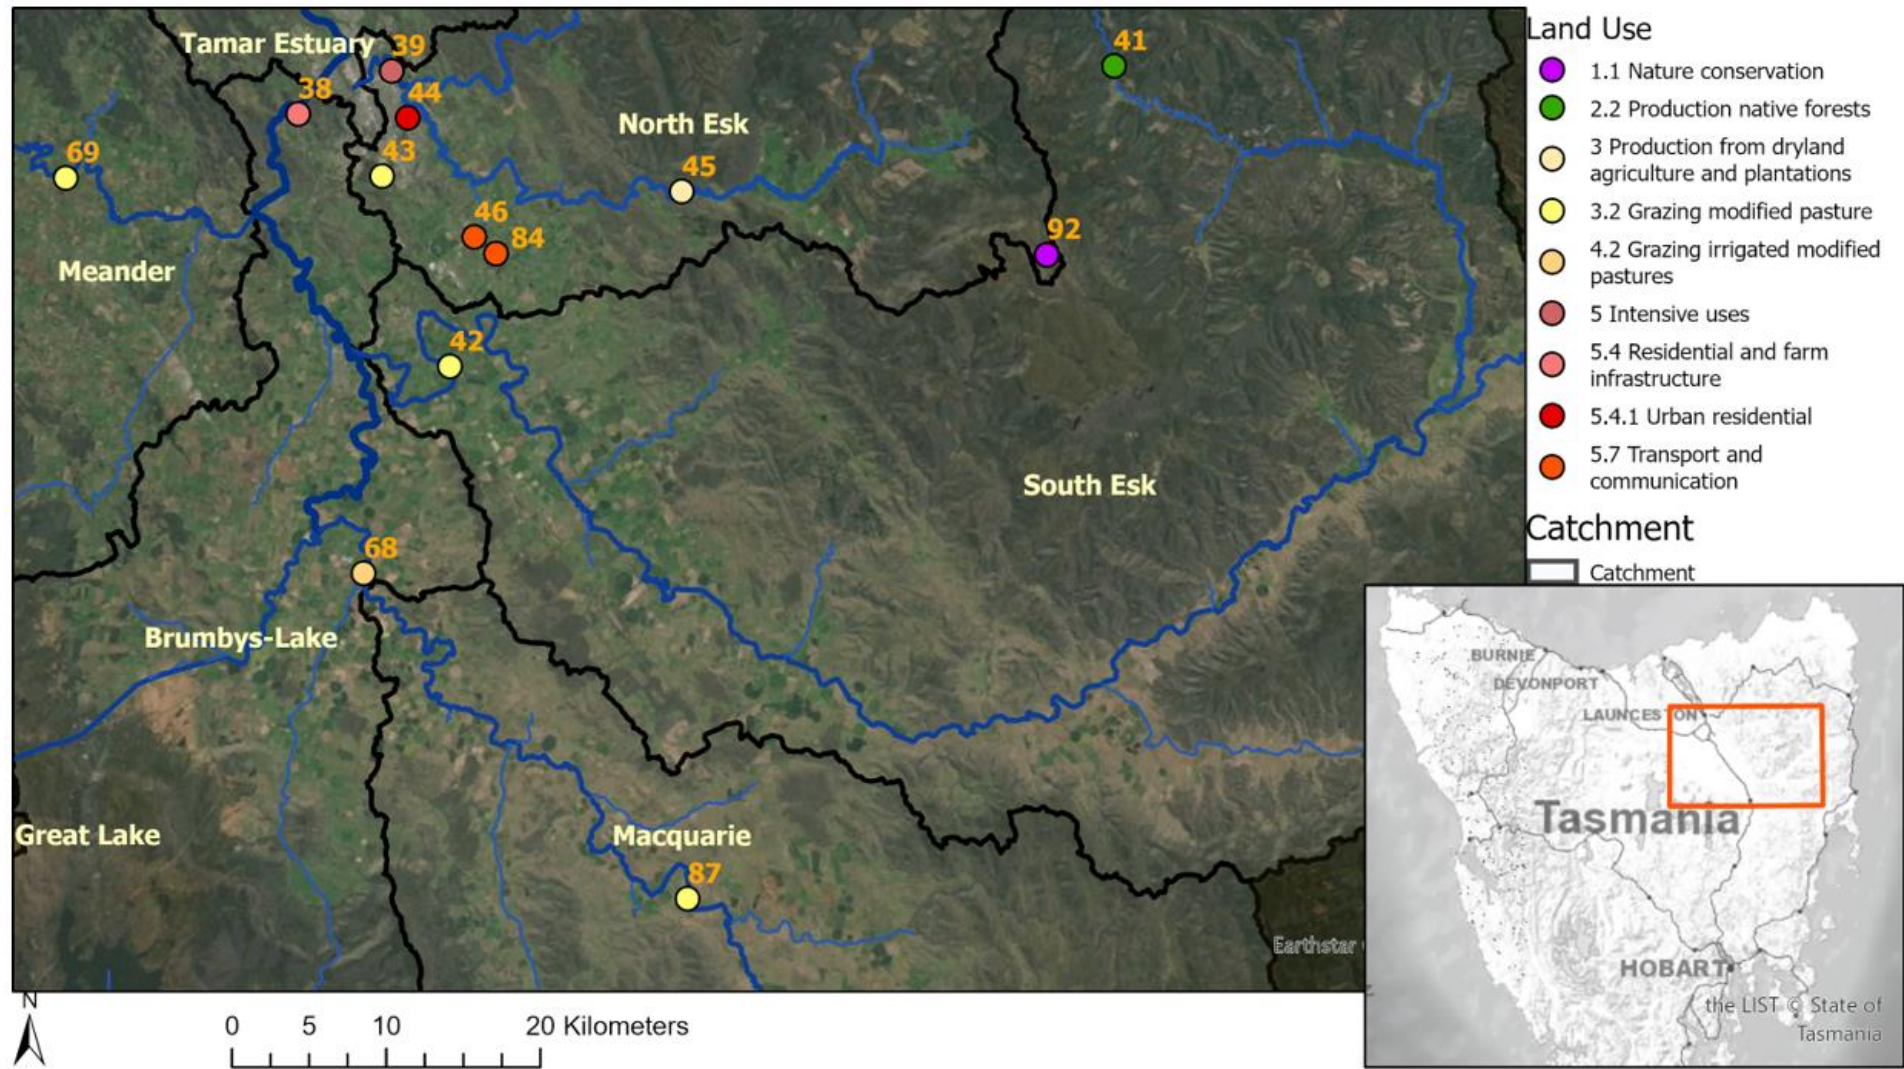 Tamar Estuary
39
41
38
44
North Esk
43
69
45
46
84
92
Meander
42
South Esk
68
Brumbys-Lake
Great Lake
Macquarie
87
Earthstar
N
0 5 10 20 Kilometers
Land Use
1.1 Nature conservation
2.2 Production native forests
3 Production from dryland
agriculture and plantations
3.2 Grazing modified pasture
4.2 Grazing irrigated modified
pastures
5 Intensive uses
5.4 Residential and farm
infrastructure
5.4.1 Urban residential
5.7 Transport and
communication
Catchment
Catchment
BURNIE
DEVONPORT
LAUNCESTON
Tasmania
HOBART
the LIST © State of
Tasmania